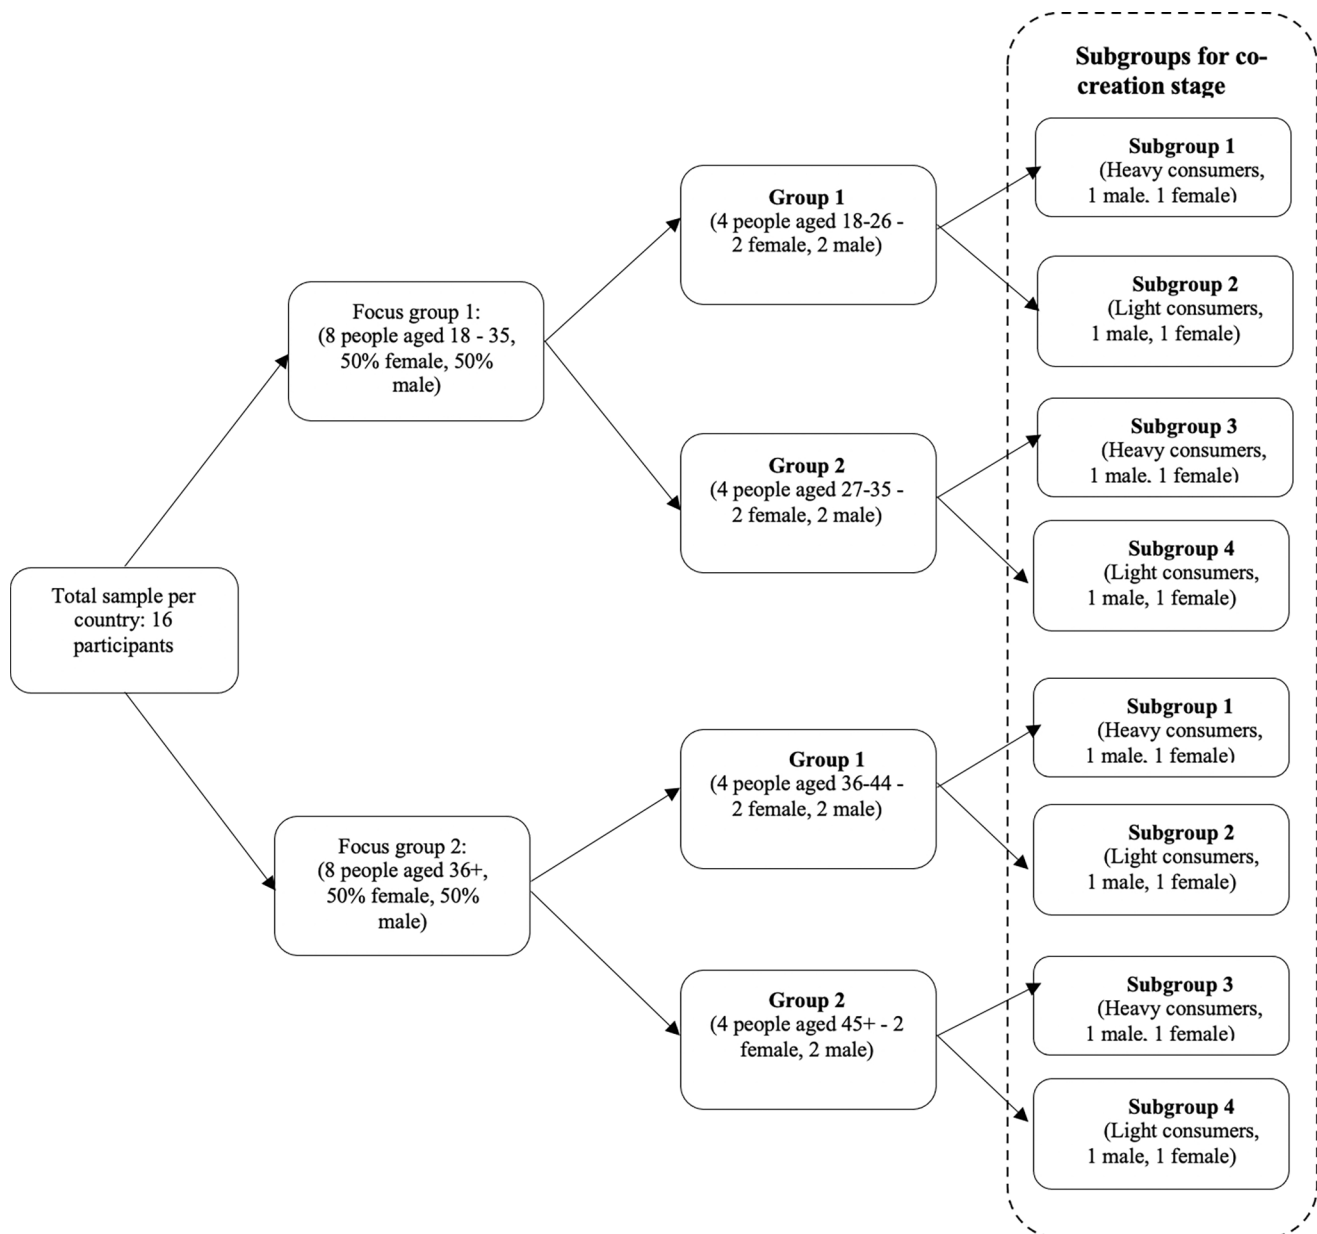 Subgroups for co-
creation stage
Subgroup 1
(Heavy consumers,
1 male, 1 female)
Group 1
(4 people aged 18-26 -
2 female, 2 male)
Subgroup 2
(Light consumers,
1 male, 1 female)
Focus group 1:
(8 people aged 18 - 35,
50% female, 50%
male)
Subgroup 3
(Heavy consumers,
1 male, 1 female)
Group 2
(4 people aged 27-35 -
2 female, 2 male)
Subgroup 4
(Light consumers,
1 male, 1 female)
Total sample per
country: 16
participants
Subgroup 1
(Heavy consumers,
1 male, 1 female)
Group 1
(4 people aged 36-44 -
2 female, 2 male)
Subgroup 2
(Light consumers,
1 male, 1 female)
Focus group 2:
(8 people aged 36+,
50% female, 50%
male)
Subgroup 3
(Heavy consumers,
1 male, 1 female)
Group 2
(4 people aged 45+ - 2
female, 2 male)
Subgroup 4
(Light consumers,
1 male, 1 female)